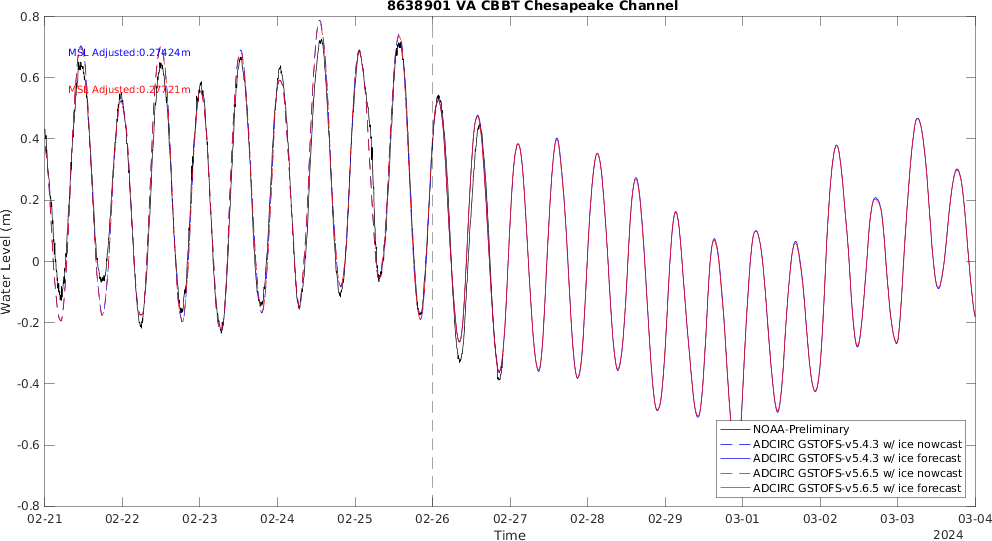 8638901 VA CBBT Chesapeake Channel
0.8
0.6
0.4
0.2
0
-0.2
-0.4
-0.6
-0.8
Water Level (m)
MSL Adjusted:0.27424m
MSL Adjusted:0.27721m
NOAA-Preliminary
ADCIRC GSTOFS-v5.4.3 w/ ice nowcast
ADCIRC GSTOFS-v5.4.3 w/ ice forecast
ADCIRC GSTOFS-v5.6.5 w/ ice nowcast
ADCIRC GSTOFS-v5.6.5 w/ ice forecast
02-21 02-22 02-23 02-24 02-25 02-26 02-27 02-28 02-29 03-01 03-02 03-03 03-04
Time
2024